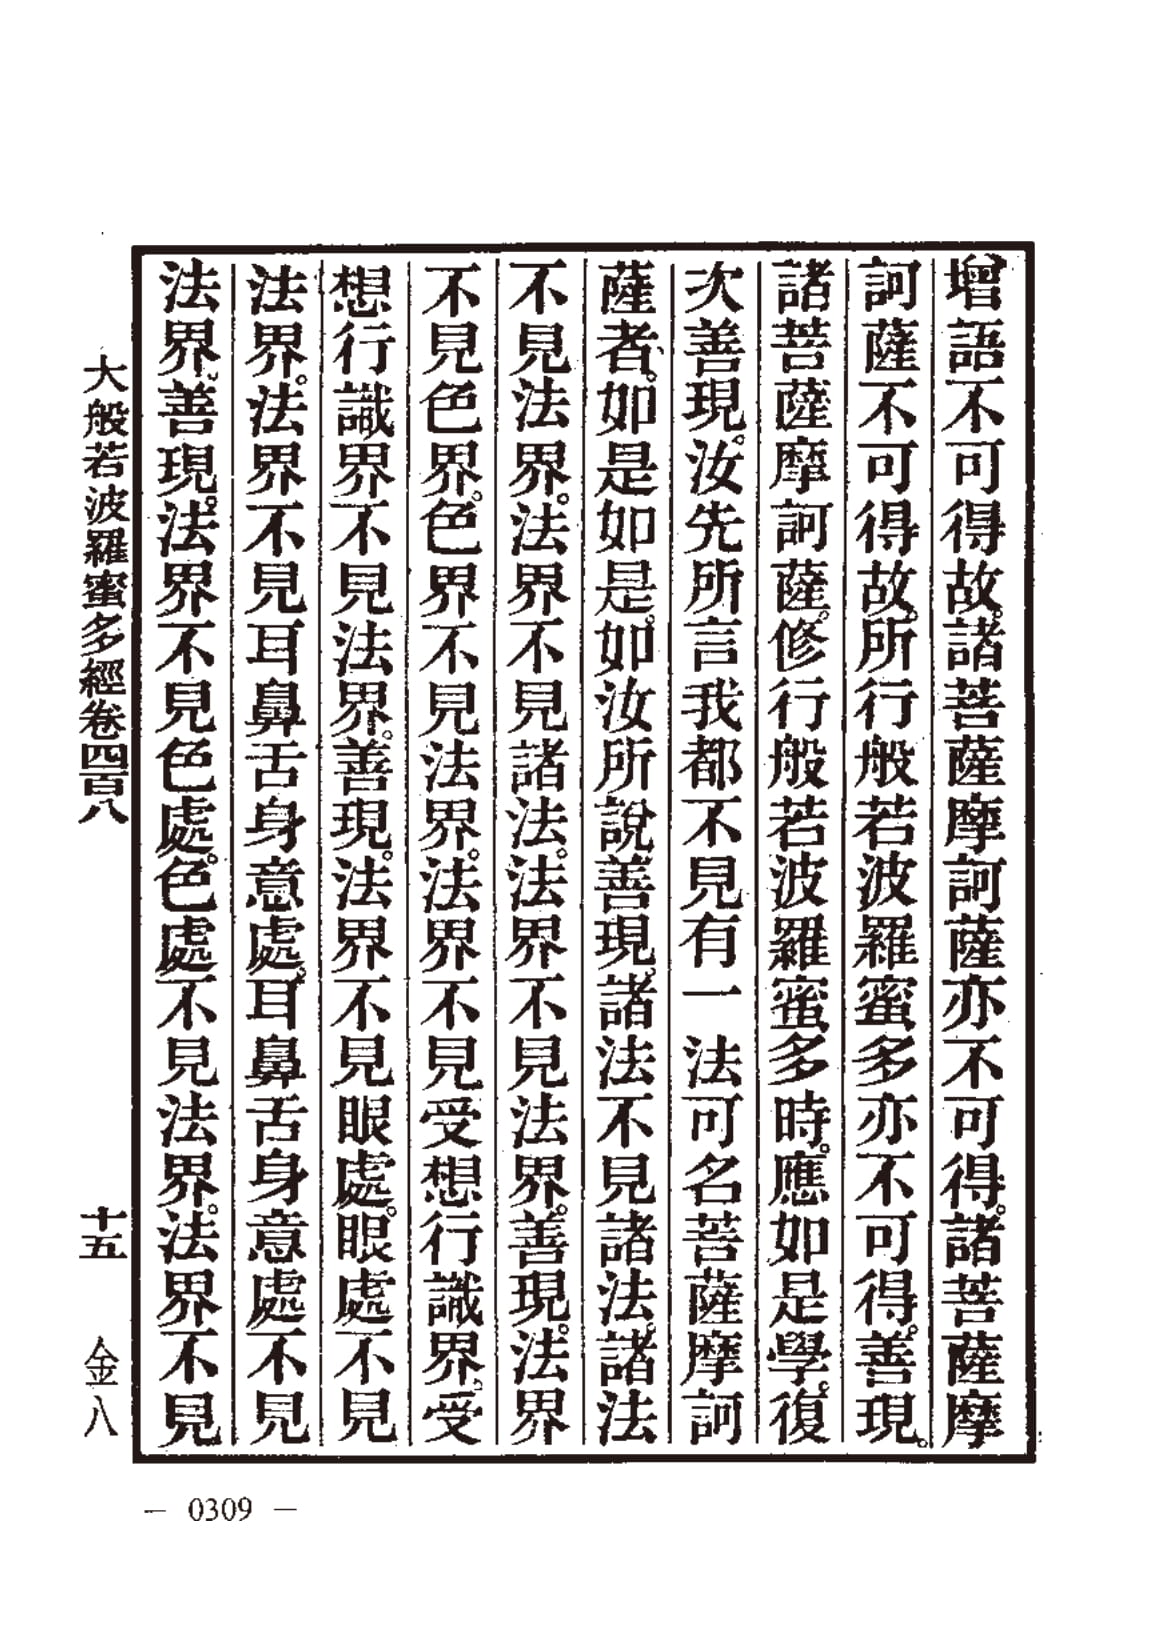 增語不可得故。諸菩薩摩訶薩亦不可得。諸菩薩摩
訶薩不可得故。所行般若波羅蜜多亦不可得。善現。
諸菩薩摩訶薩。修行般若波羅蜜多時。應如是學。復
次善現。汝先所言我都不見有一法可名菩薩摩訶
薩者。如是如是。如汝所說善現。諸法不見諸法。諸法
不見法界。法界不見諸法。法界不見法界。善現。法界
不見色界。色界不見法界。法界不見受想行識界。受
想行識界不見法界。善現。法界不見眼處。眼處不見
法界。法界不見耳鼻舌身意處。耳鼻舌身意處不見
法界。善現。法界不見色處。色處不見法界。法界不見
大般若波羅蜜多經卷四百八 十五 金八
— 0309 —